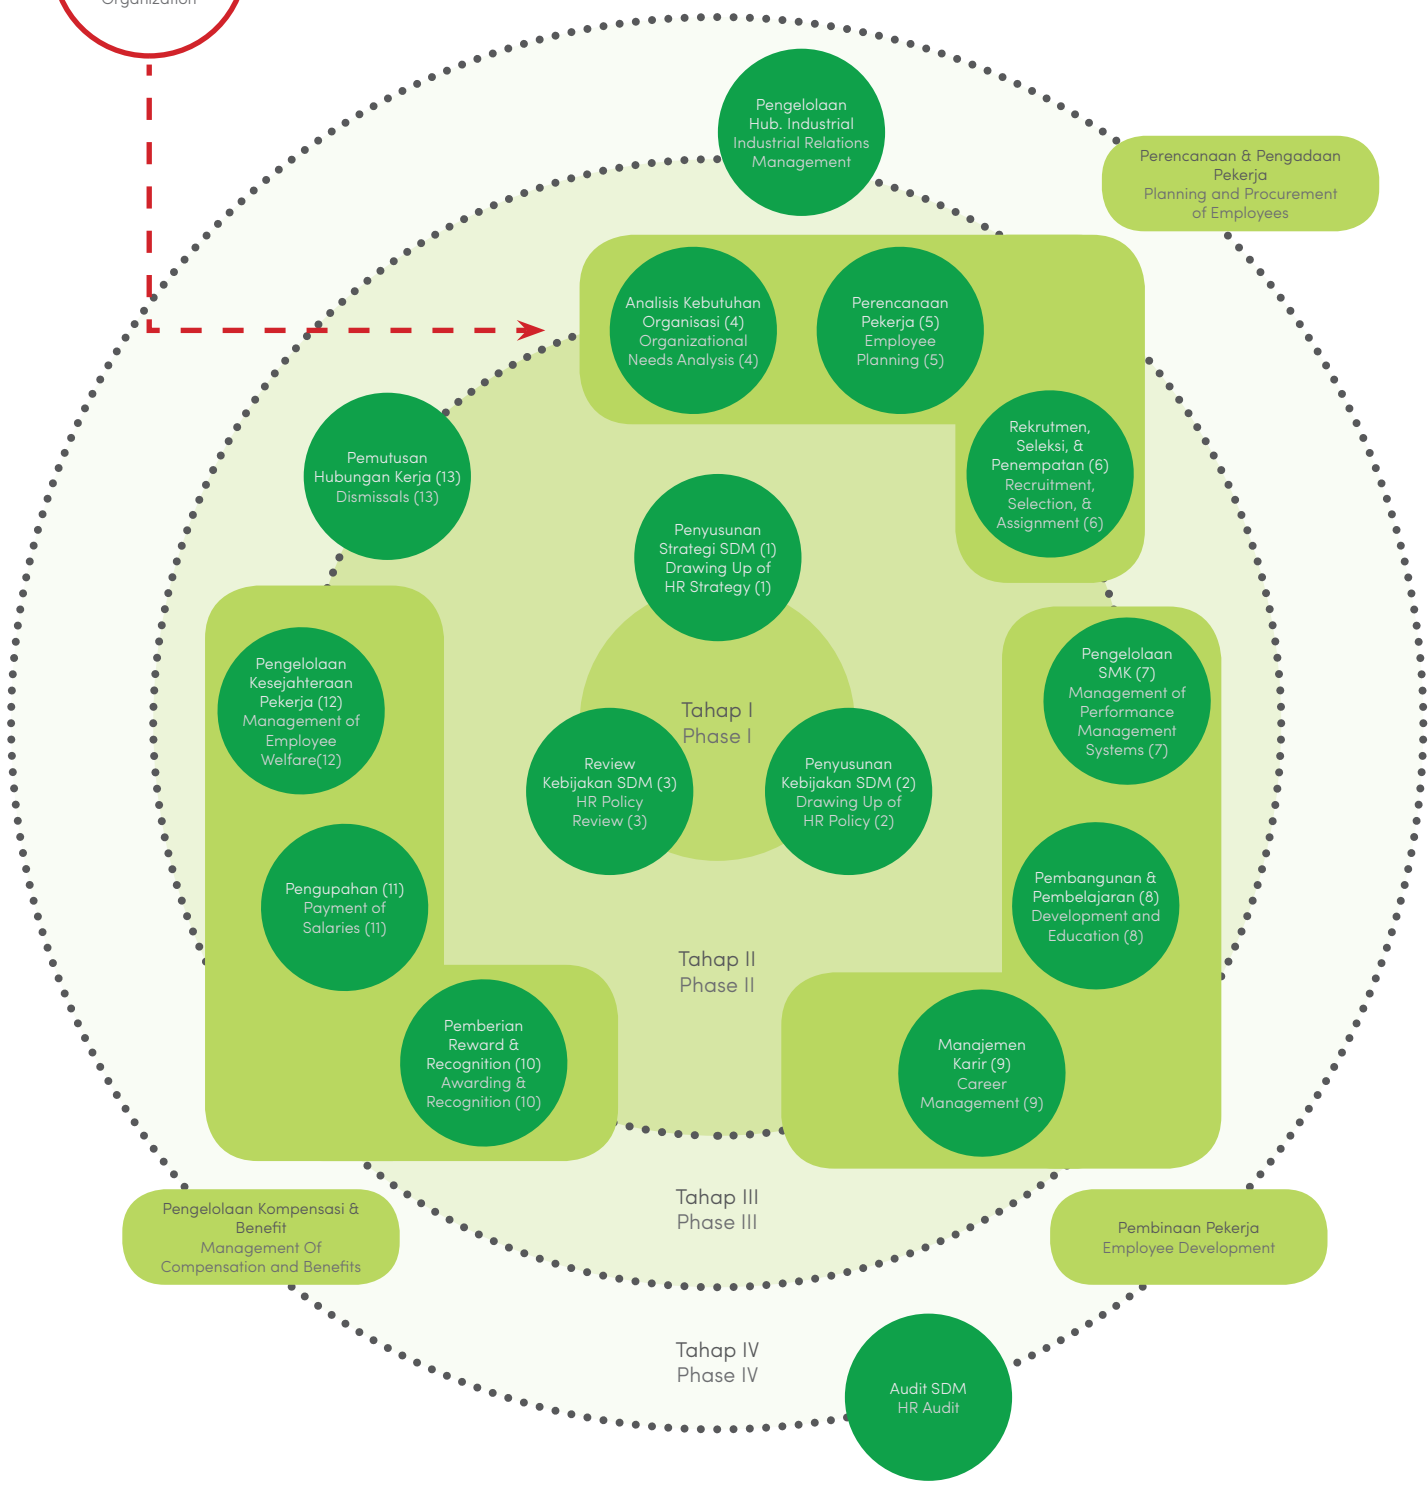 Organization
Pengelolaan
Hub. Industrial
Industrial Relations
Management
Perencanaan & Pengadaan
Pekerja
Planning and Procurement
of Employees
Analisis Kebutuhan
Organisasi (4)
Organizational
Needs Analysis (4)
Perencanaan
Pekerja (5)
Employee
Planning (5)
Rekrutmen,
Seleksi, &
Penempatan (6)
Recruitment,
Selection, &
Assignment (6)
Pemutusan
Hubungan Kerja (13)
Dismissals (13)
Penyusunan
Strategi SDM (1)
Drawing Up of
HR Strategy (1)
Pengelolaan
Kesejahteraan
Pekerja (12)
Management of
Employee
Welfare(12)
Tahap I
Phase I
Pengelolaan
SMK (7)
Management of
Performance
Management
Systems (7)
Review
Kebijakan SDM (3)
HR Policy
Review (3)
Penyusunan
Kebijakan SDM (2)
Drawing Up of
HR Policy (2)
Pengupahan (11)
Payment of
Salaries (11)
Pembangunan &
Pembelajaran (8)
Development and
Education (8)
Tahap II
Phase II
Pemberian
Reward &
Recognition (10)
Awarding &
Recognition (10)
Manajemen
Karir (9)
Career
Management (9)
Tahap III
Phase III
Pengelolaan Kompensasi &
Benefit
Management Of
Compensation and Benefits
Pembinaan Pekerja
Employee Development
Tahap IV
Phase IV
Audit SDM
HR Audit